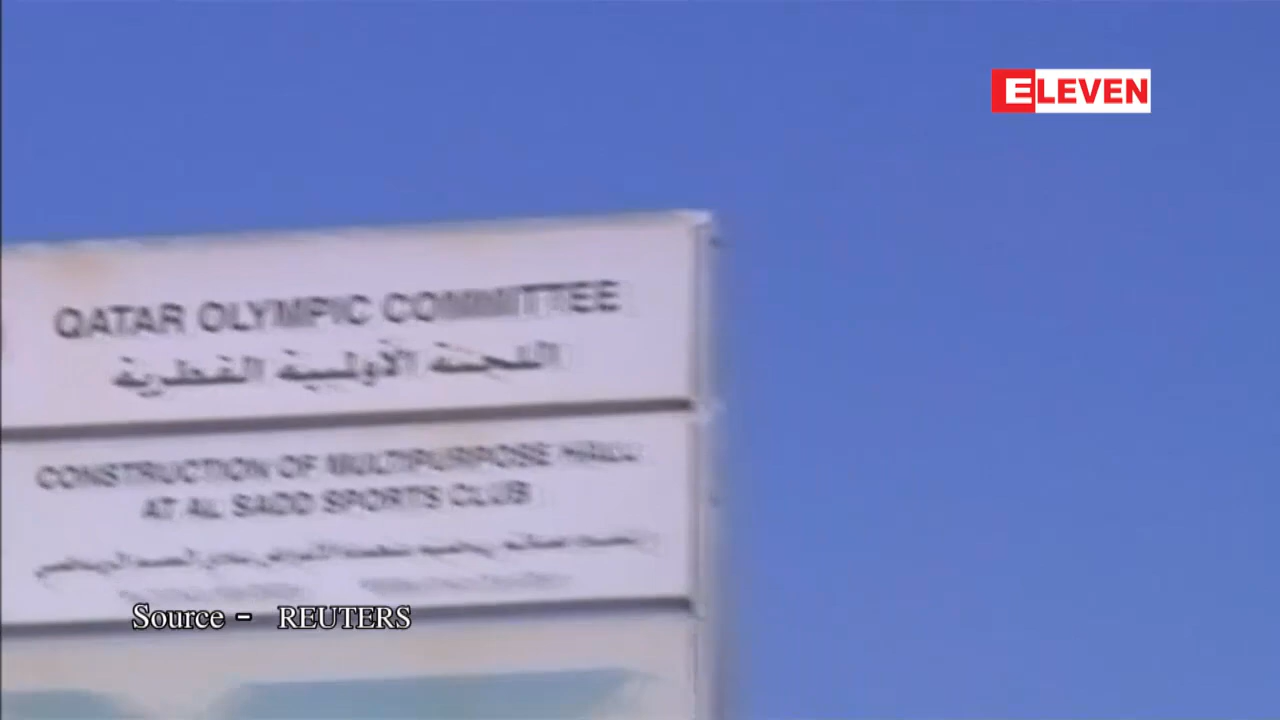 ELEVEN
QATAR OLYMPIC COMMITTEE
اللجنة الأولمبية القطرية
CONSTRUCTION OF MULTIPURPOSE HALL
AT AL SADD SPORTS CLUB
Source - REUTERS